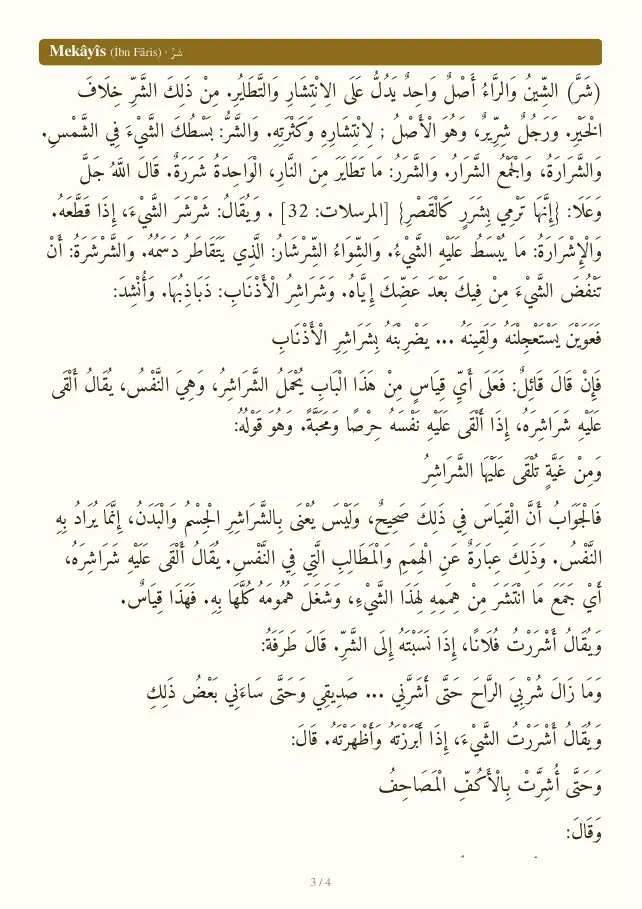 Mekâyîs (İbn Fâris) · شَرَّ
(شَرَّ) الشِّينُ وَالرَّاءُ أَصْلٌ وَاحِدٌ يَدُلُّ عَلَى الِانْتِشَارِ وَالتَّطَايُرِ. مِنْ ذَلِكَ الشَّرِّ خِلَافَ
الْخَيْرِ. وَرَجُلٌ شِرِّيرٌ، وَهُوَ الْأَصْلُ ; لِانْتِشَارِهِ وَكَثْرَتِهِ. وَالشَّرُّ: بَسْطُكَ الشَّيْءَ فِي الشَّمْسِ.
وَالشَّرَارَةُ، وَالْجَمْعُ الشَّرَارُ. وَالشَّرَرُ: مَا تَطَايَرَ مِنَ النَّارِ، الْوَاحِدَةُ شَرَرَةٌ. قَالَ اللَّهُ جَلَّ
وَعَلَا: {إِنَّهَا تَرْمِي بِشَرَرٍ كَالْقَصْرِ} [المرسلات: 32] . وَيُقَالُ: شَرْشَرَ الشَّيْءَ، إِذَا قَطَّعَهُ.
وَالْإِشْرَارَةُ: مَا يُبْسَطُ عَلَيْهِ الشَّيْءُ. وَالشِّوَاءُ الشِّرْشَارُ: الَّذِي يَتَقَاطَرُ دَسَمُهُ. وَالشَّرْشَرَةُ: أَنْ
تَنْفُضَ الشَّيْءَ مِنْ فِيكَ بَعْدَ عَضِّكَ إِيَّاهُ. وَشَرَاشِرُ الْأَذْنَابِ: ذَبَاذِبُهَا. وَأُنْشِدَ:
فَعَوَيْنَ يَسْتَعْجِلْنَهُ وَلَقِينَهُ ... يَضْرِبْنَهُ بِشَرَاشِرِ الْأَذْنَابِ
فَإِنْ قَالَ قَائِلٌ: فَعَلَى أَيِّ قِيَاسٍ مِنْ هَذَا الْبَابِ يُحْمَلُ الشَّرَاشِرُ، وَهِيَ النَّفْسُ، يُقَالُ أَلْقَى
عَلَيْهِ شَرَاشِرَهُ، إِذَا أَلْقَى عَلَيْهِ نَفْسَهُ حِرْصًا وَمَحَبَّةً. وَهُوَ قَوْلُهُ:
وَمِنْ غَيَّةٍ تُلْقَى عَلَيْهَا الشَّرَاشِرُ
فَالْجَوَابُ أَنَّ الْقِيَاسَ فِي ذَلِكَ صَحِيحٌ، وَلَيْسَ يُعْنَى بِالشَّرَاشِرِ الْجِسْمُ وَالْبَدَنُ، إِنَّمَا يُرَادُ بِهِ
النَّفْسُ. وَذَلِكَ عِبَارَةٌ عَنِ الْهِمَمِ وَالْمَطَالِبِ الَّتِي فِي النَّفْسِ. يُقَالُ أَلْقَى عَلَيْهِ شَرَاشِرَهُ،
أَيْ جَمَعَ مَا انْتَشَرَ مِنْ هِمَمِهِ لِهَذَا الشَّيْءِ، وَشَغَلَ هُمُومَهُ كُلَّهَا بِهِ. فَهَذَا قِيَاسٌ.
وَيُقَالُ أَشْرَرْتُ فُلَانًا، إِذَا نَسَبْتَهُ إِلَى الشَّرِّ. قَالَ طَرَفَةُ:
وَمَا زَالَ شُرْبِيَ الرَّاحَ حَتَّى أَشَرَّنِي ... صَدِيقِي وَحَتَّى سَاءَنِي بَعْضُ ذَلِكِ
وَيُقَالُ أَشْرَرْتُ الشَّيْءَ، إِذَا أَبْرَزْتَهُ وَأَظْهَرْتَهُ. قَالَ:
وَحَتَّى أُشِرَّتْ بِالْأَكُفِّ الْمَصَاحِفُ
وَقَالَ:
3 / 4